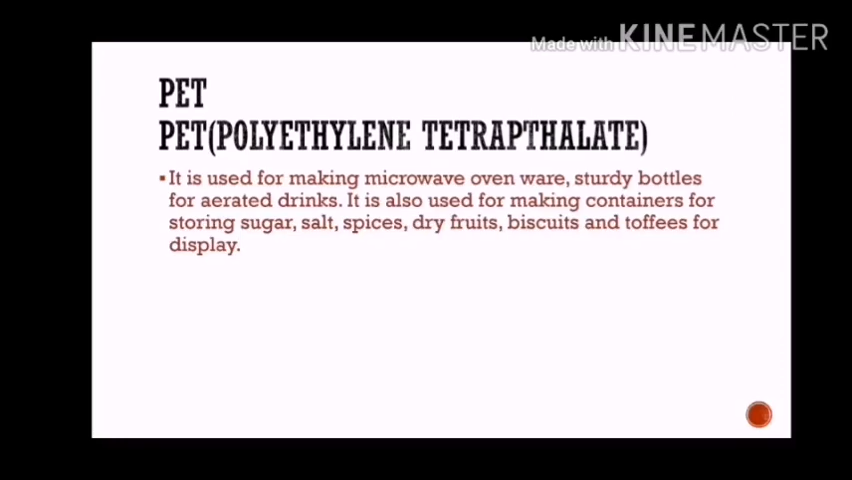 Made with KINEMASTER
PET
PET(POLYETHYLENE TETRAPTHALATE)
▪ It is used for making microwave oven ware, sturdy bottles
for aerated drinks. It is also used for making containers for
storing sugar, salt, spices, dry fruits, biscuits and toffees for
display.